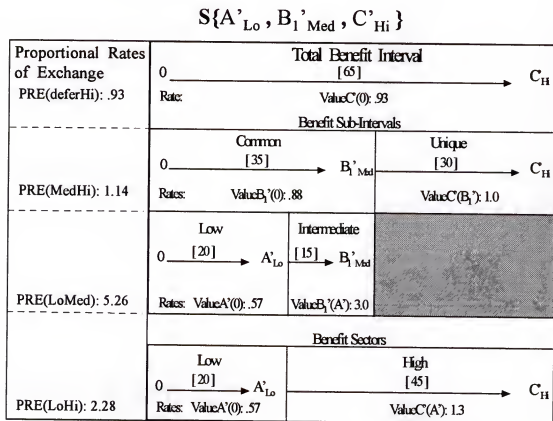 S{A'Lo , B1'Med , C'Hi }
Proportional Rates of Exchange
Total Benefit Interval
PRE(deferHi): .93
0 [65] C'Hi
Rate: ValueC'(0): .93
Benefit Sub-Intervals
Common Unique
0 [35] B1'Med [30] C'Hi
PRE(MedHi): 1.14
Rates: ValueB1'(0): .88 ValueC'(B1'): 1.0
Low Intermediate
0 [20] A'Lo [15] B1'Med
PRE(LoMed): 5.26
Rates: ValueA'(0): .57 ValueB1'(A'): 3.0
Benefit Sectors
Low High
0 [20] A'Lo [45] C'Hi
PRE(LoHi): 2.28
Rates: ValueA'(0): .57 ValueC'(A'): 1.3